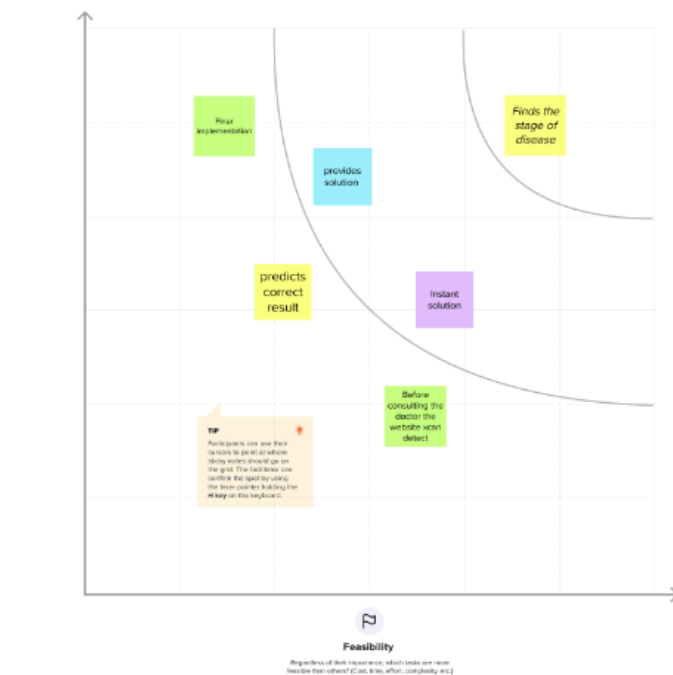 Final
implementation
Finds the
stage of
disease
provides
solution
predicts
correct
result
Instant
solution
Before
consulting the
doctor the
website
detect
TIP
Participants can use their
cursors to point at where
sticky notes should go on
the grid. The facilitator can
confirm the spot by using
the laser pointer holding the
H key on the keyboard.
Feasibility
Regardless of their importance, which tasks are more
feasible than others? (Cost, time, effort, complexity, etc.)